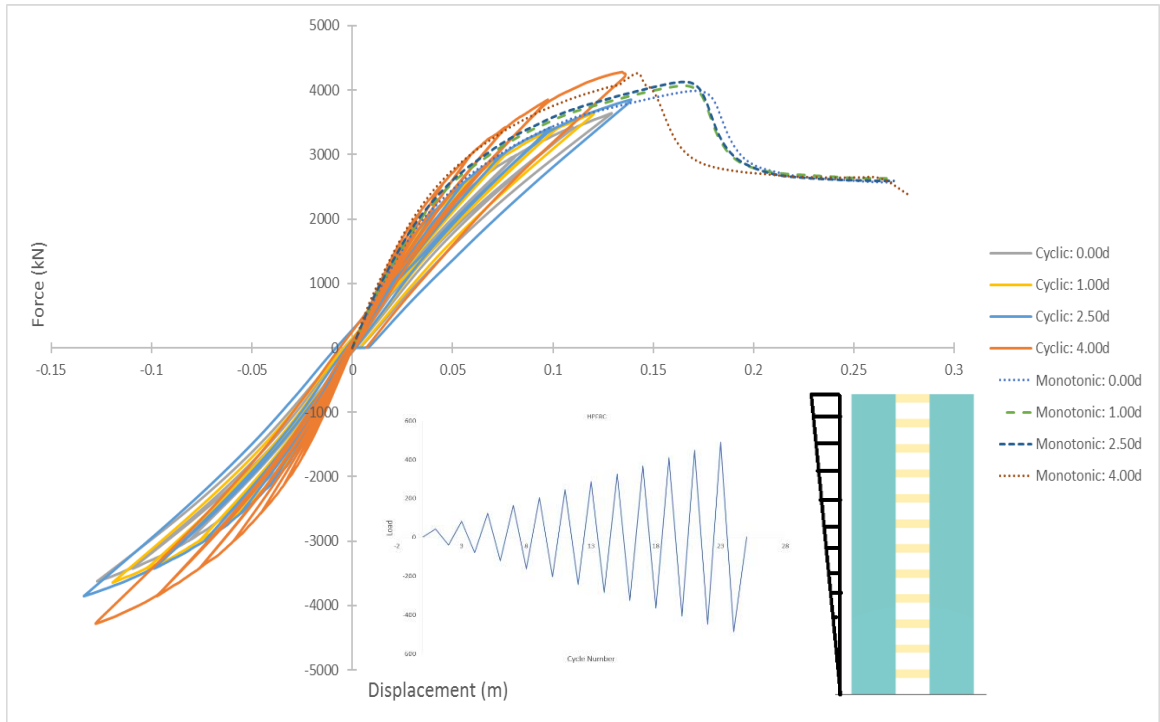 5000
4000
3000
2000
1000
0
-1000
-2000
-3000
-4000
-5000
-0.15 -0.1 -0.05 0 0.05 0.1 0.15 0.2 0.25 0.3
Force (kN)
Displacement (m)
Cyclic: 0.00d
Cyclic: 1.00d
Cyclic: 2.50d
Cyclic: 4.00d
Monotonic: 0.00d
Monotonic: 1.00d
Monotonic: 2.50d
Monotonic: 4.00d
600
400
200
0
200
400
600
-2 3 8 13 18 23 28
Load
Cycle Number